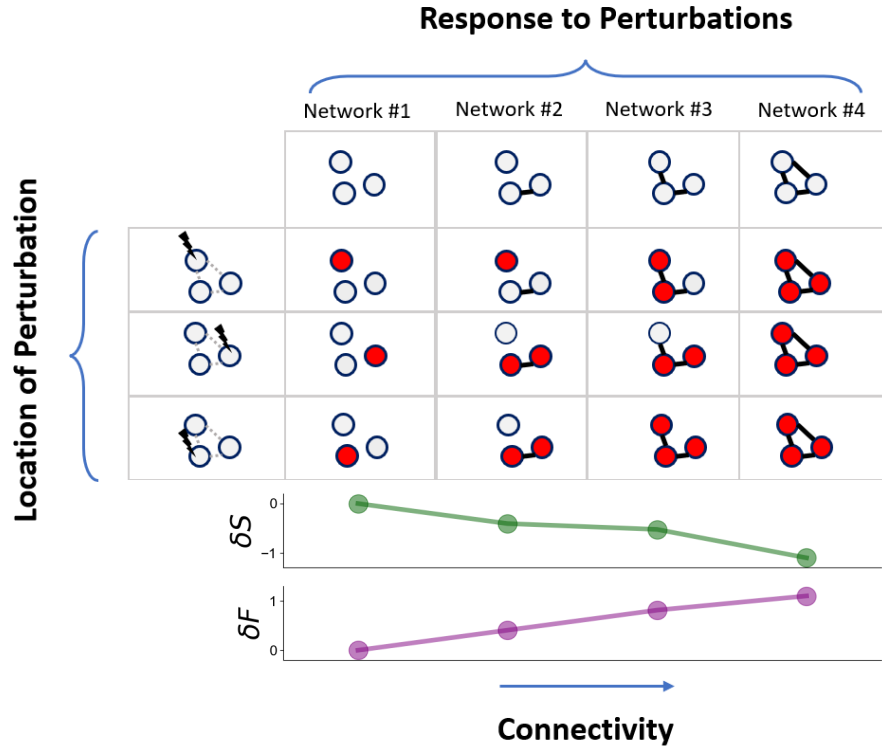 Response to Perturbations
Network #1 Network #2 Network #3 Network #4
Location of Perturbation
δS
0
−1
δF
1
0
Connectivity